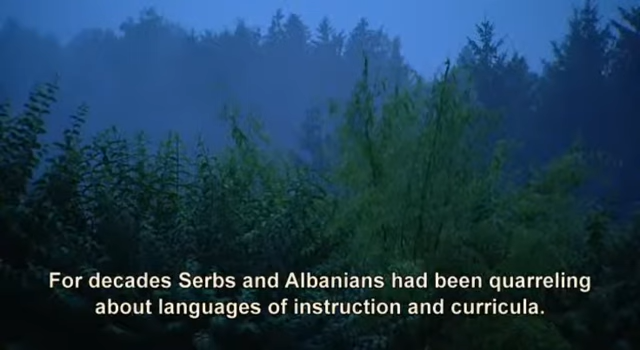 For decades Serbs and Albanians had been quarreling
about languages of instruction and curricula.